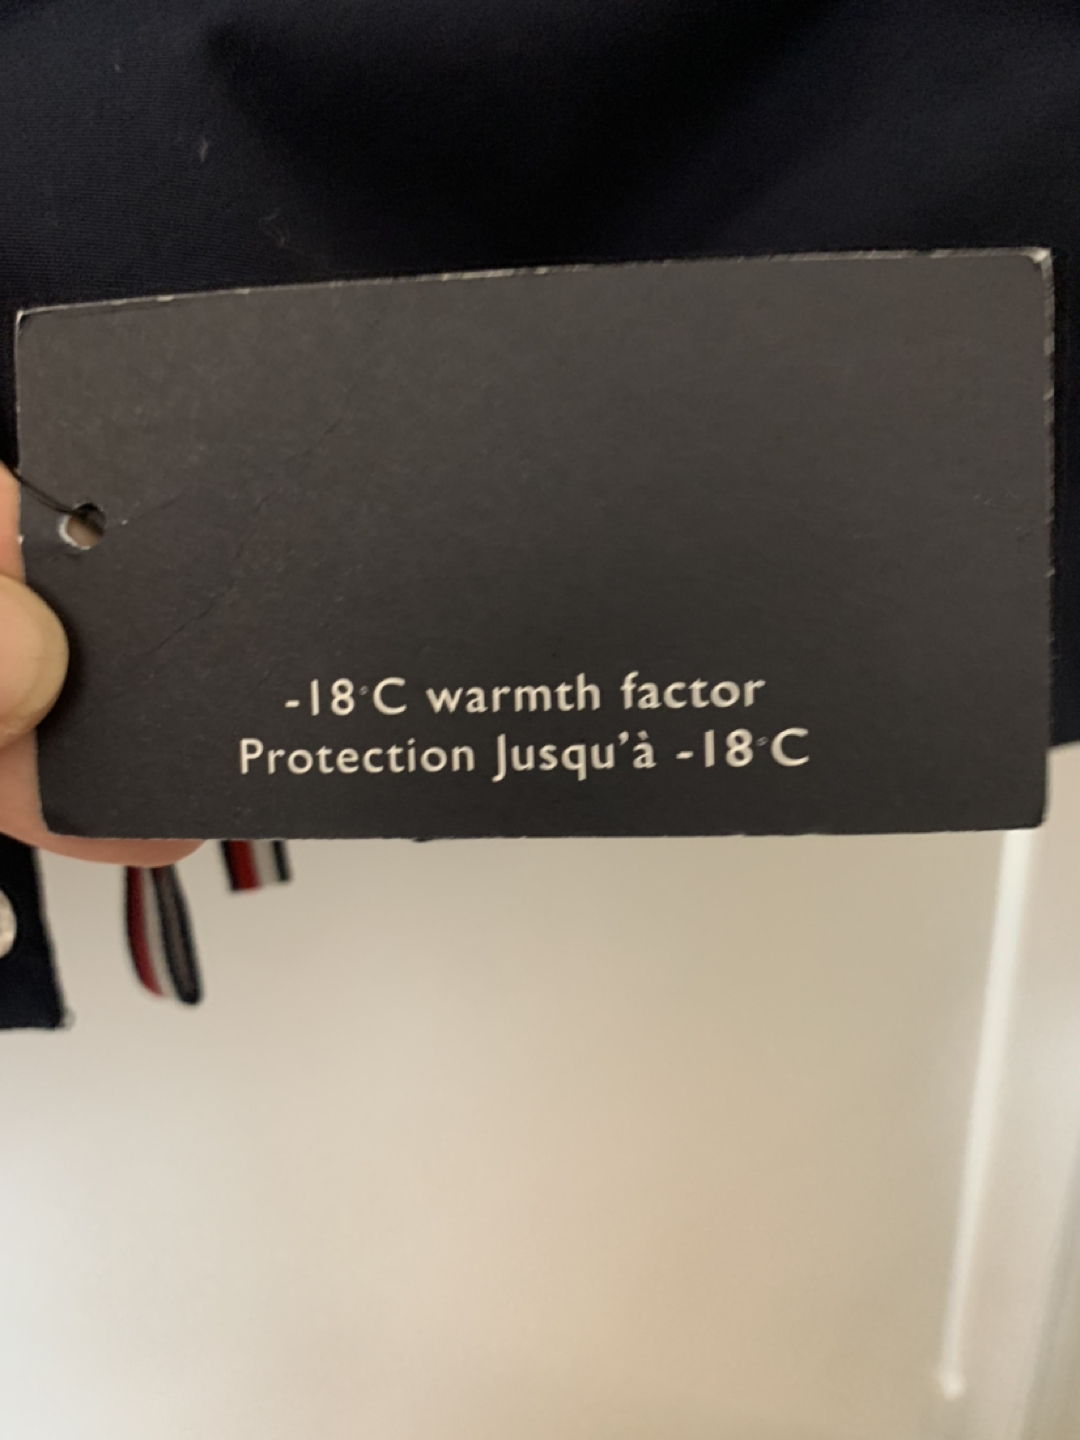 -18°C warmth factor
Protection Jusqu'à -18°C